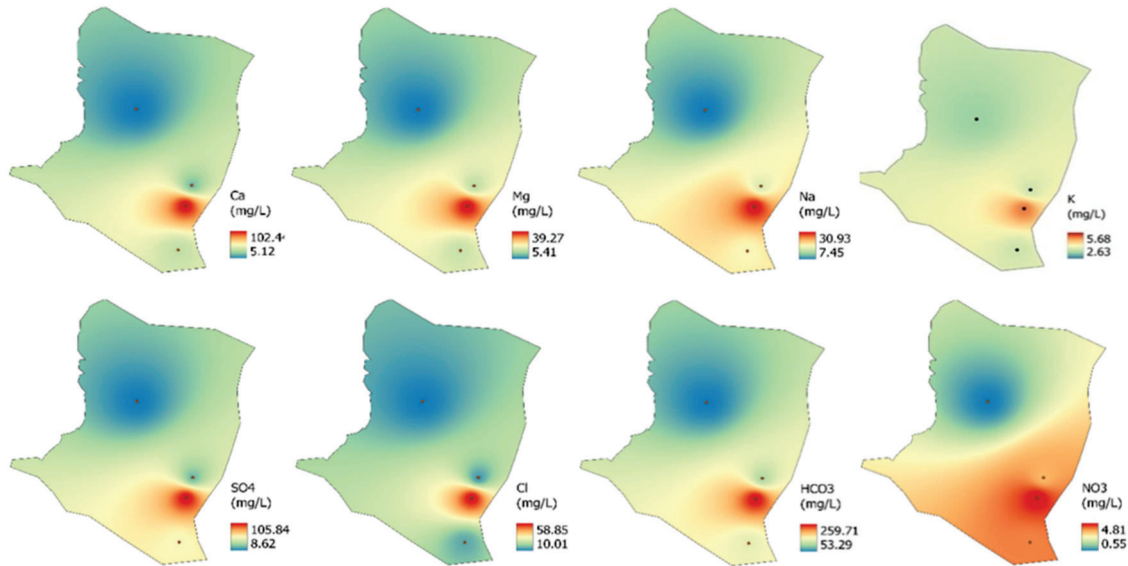 Ca
(mg/L)
102.4
5.12
Mg
(mg/L)
39.27
5.41
Na
(mg/L)
30.93
7.45
K
(mg/L)
5.68
2.63
SO4
(mg/L)
105.84
8.62
Cl
(mg/L)
58.85
10.01
HCO3
(mg/L)
259.71
53.29
NO3
(mg/L)
4.81
0.55